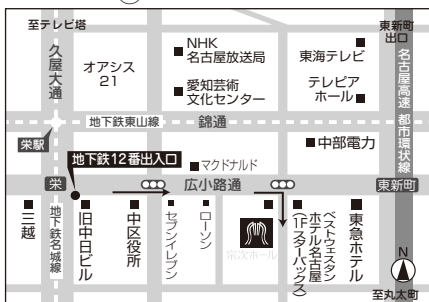 至テレビ塔
東新町
出口
久屋大通
オアシス
21
NHK
名古屋放送局
愛知芸術
文化センター
東海テレビ
テレピア
ホール
名古屋高速 都市環状線
地下鉄東山線
錦通
栄駅
地下鉄12番出入口
中部電力
マクドナルド
栄
広小路通
東新町
三越
地下鉄名城線
旧中日ビル
中区役所
セブンイレブン
ローソン
宗次ホール
ベストウェスタン
ホテル名古屋
(1Fスターバックス)
東急ホテル
N
至丸太町